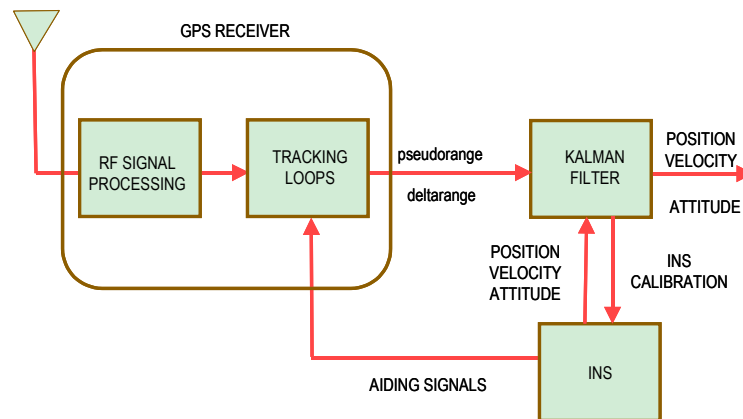 GPS RECEIVER
RF SIGNAL
PROCESSING
TRACKING
LOOPS
pseudorange
deltarange
KALMAN
FILTER
POSITION
VELOCITY
ATTITUDE
POSITION
VELOCITY
ATTITUDE
INS
CALIBRATION
INS
AIDING SIGNALS